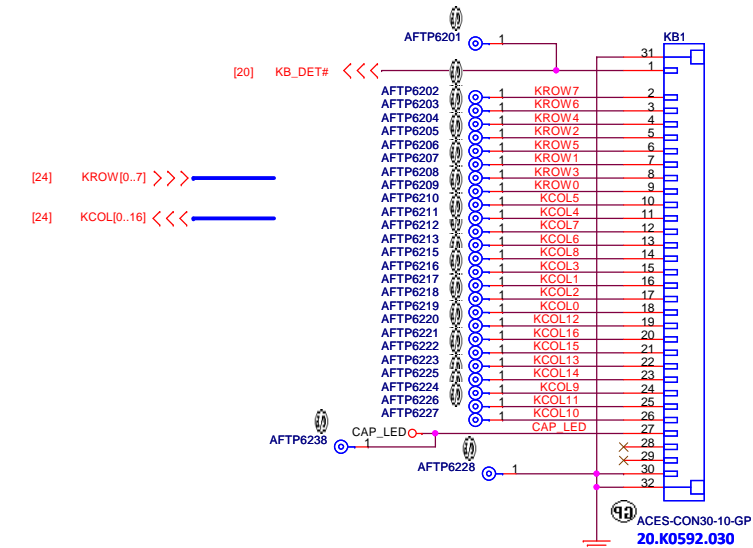 AFTP6201 1 KB1
31
[20] KB_DET# 1
AFTP6202 1 KROW7 2
AFTP6203 1 KROW6 3
AFTP6204 1 KROW4 4
AFTP6205 1 KROW2 5
AFTP6206 1 KROW5 6
AFTP6207 1 KROW1 7
AFTP6208 1 KROW3 8
[24] KROW[0..7]
AFTP6209 1 KROW0 9
AFTP6210 1 KCOL5 10
AFTP6211 1 KCOL4 11
[24] KCOL[0..16]
AFTP6212 1 KCOL7 12
AFTP6213 1 KCOL6 13
AFTP6215 1 KCOL8 14
AFTP6216 1 KCOL3 15
AFTP6217 1 KCOL1 16
AFTP6218 1 KCOL2 17
AFTP6219 1 KCOL0 18
AFTP6220 1 KCOL12 19
AFTP6221 1 KCOL16 20
AFTP6222 1 KCOL15 21
AFTP6223 1 KCOL13 22
AFTP6225 1 KCOL14 23
AFTP6224 1 KCOL9 24
AFTP6226 1 KCOL11 25
AFTP6227 1 KCOL10 26
CAP_LED CAP_LED 27
AFTP6238 1 28
29
AFTP6228 1 30
32
GP
ACES-CON30-10-GP
20.K0592.030